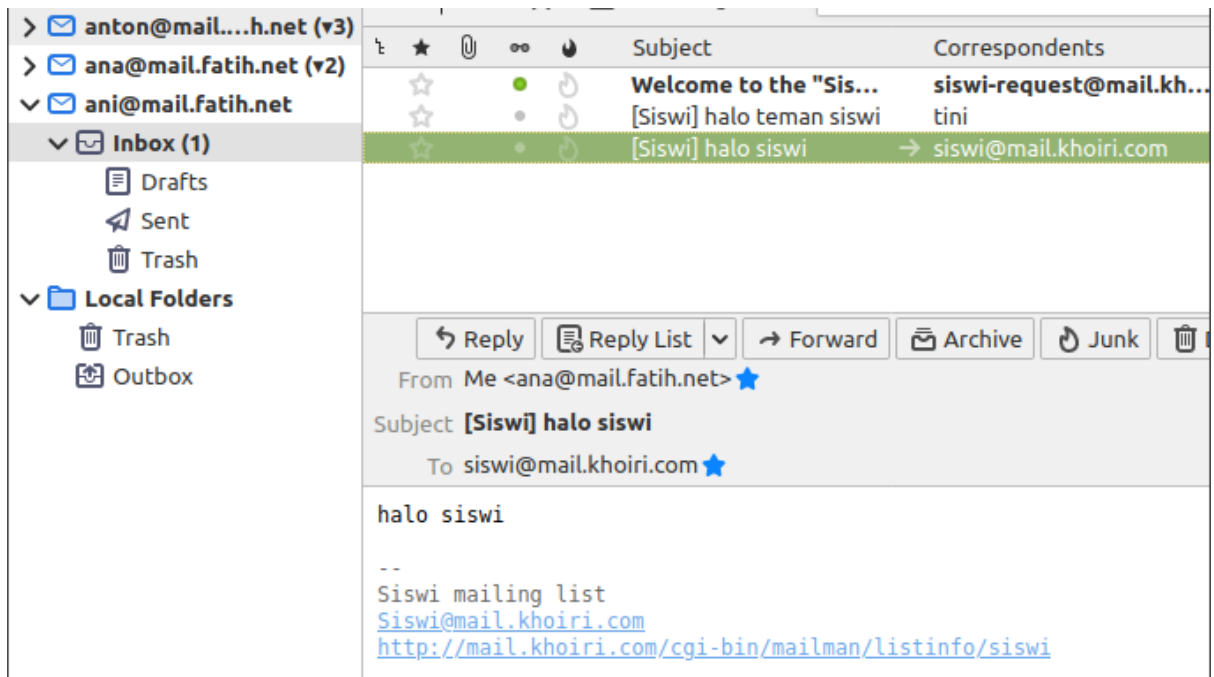 anton@mail....h.net (▾3)
ana@mail.fatih.net (▾2)
ani@mail.fatih.net
Inbox (1)
Drafts
Sent
Trash
Local Folders
Trash
Outbox
Subject Correspondents
Welcome to the "Sis... siswi-request@mail.kh...
[Siswi] halo teman siswi tini
[Siswi] halo siswi → siswi@mail.khoiri.com
Reply Reply List Forward Archive Junk
From Me <ana@mail.fatih.net>
Subject [Siswi] halo siswi
To siswi@mail.khoiri.com
halo siswi
--
Siswi mailing list
Siswi@mail.khoiri.com
http://mail.khoiri.com/cgi-bin/mailman/listinfo/siswi